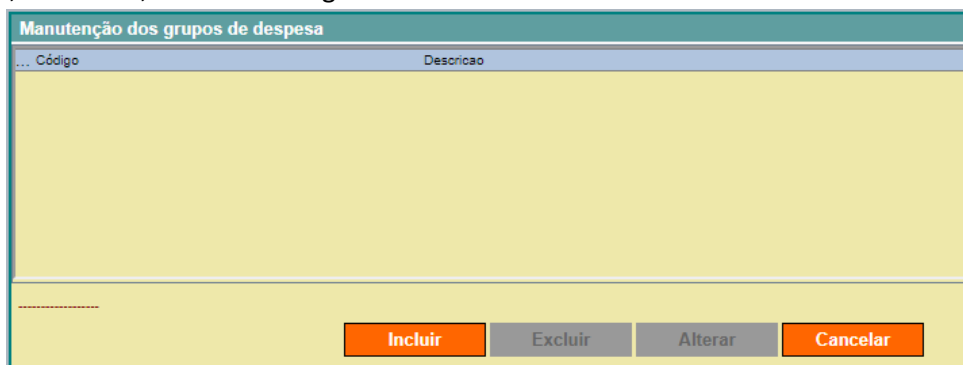 Manutenção dos grupos de despesa
... Código Descricao
------------------
Incluir Excluir Alterar Cancelar